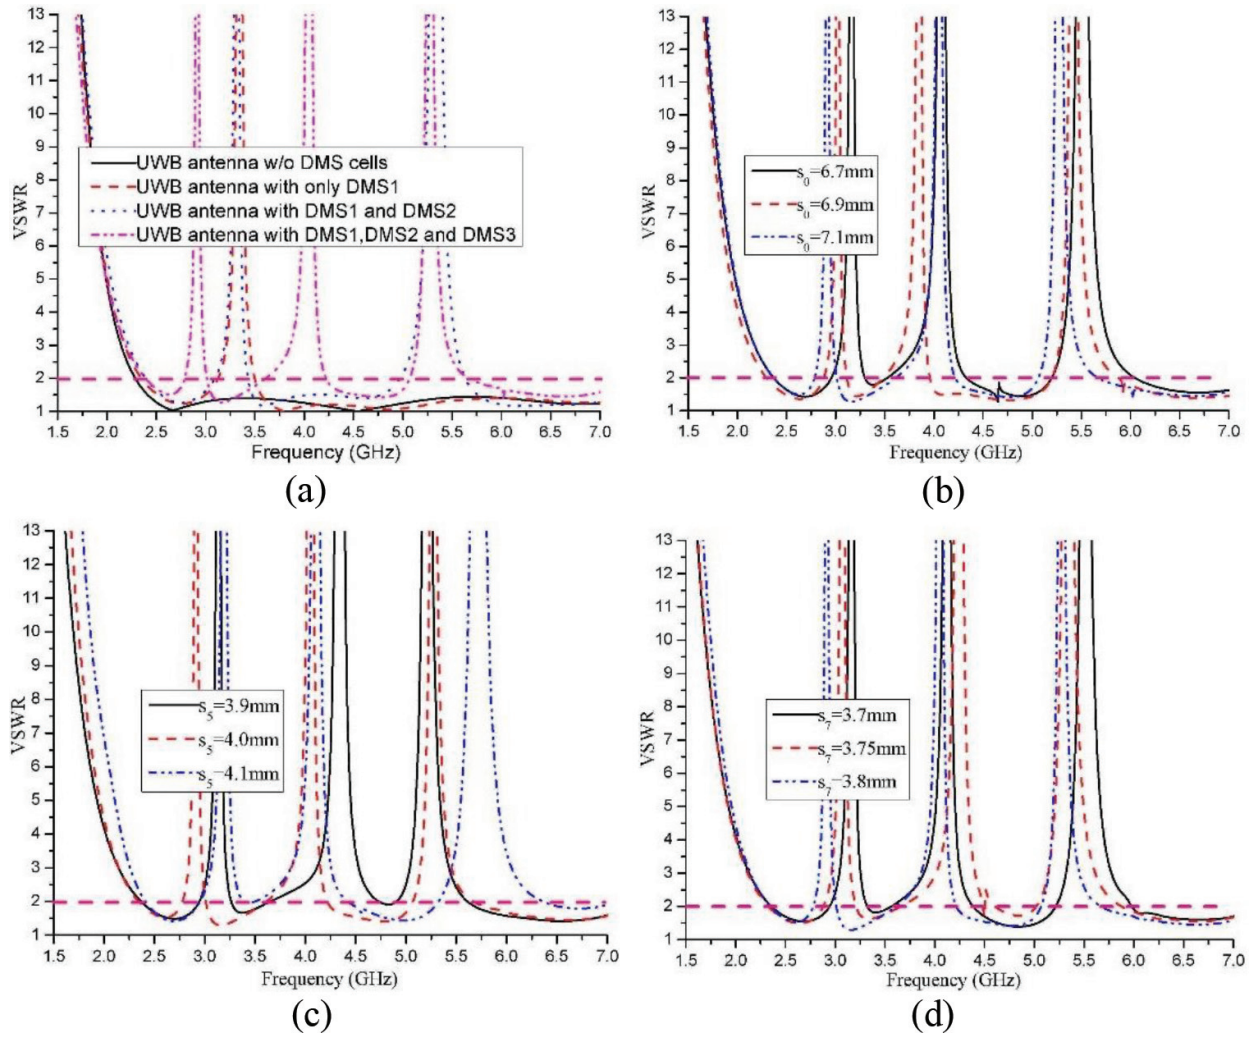 13
12
11
10
9
8
7
6
5
4
3
2
1
VSWR
UWB antenna w/o DMS cells
UWB antenna with only DMS1
UWB antenna with DMS1 and DMS2
UWB antenna with DMS1,DMS2 and DMS3
1.5 2.0 2.5 3.0 3.5 4.0 4.5 5.0 5.5 6.0 6.5 7.0
Frequency (GHz)
(a)
13
12
11
10
9
8
7
6
5
4
3
2
1
VSWR
s0=6.7mm
s0=6.9mm
s0=7.1mm
1.5 2.0 2.5 3.0 3.5 4.0 4.5 5.0 5.5 6.0 6.5 7.0
Frequency (GHz)
(b)
13
12
11
10
9
8
7
6
5
4
3
2
1
VSWR
s5=3.9mm
s5=4.0mm
s5=4.1mm
1.5 2.0 2.5 3.0 3.5 4.0 4.5 5.0 5.5 6.0 6.5 7.0
Frequency (GHz)
(c)
13
12
11
10
9
8
7
6
5
4
3
2
1
VSWR
s7=3.7mm
s7=3.75mm
s7=3.8mm
1.5 2.0 2.5 3.0 3.5 4.0 4.5 5.0 5.5 6.0 6.5 7.0
Frequency (GHz)
(d)